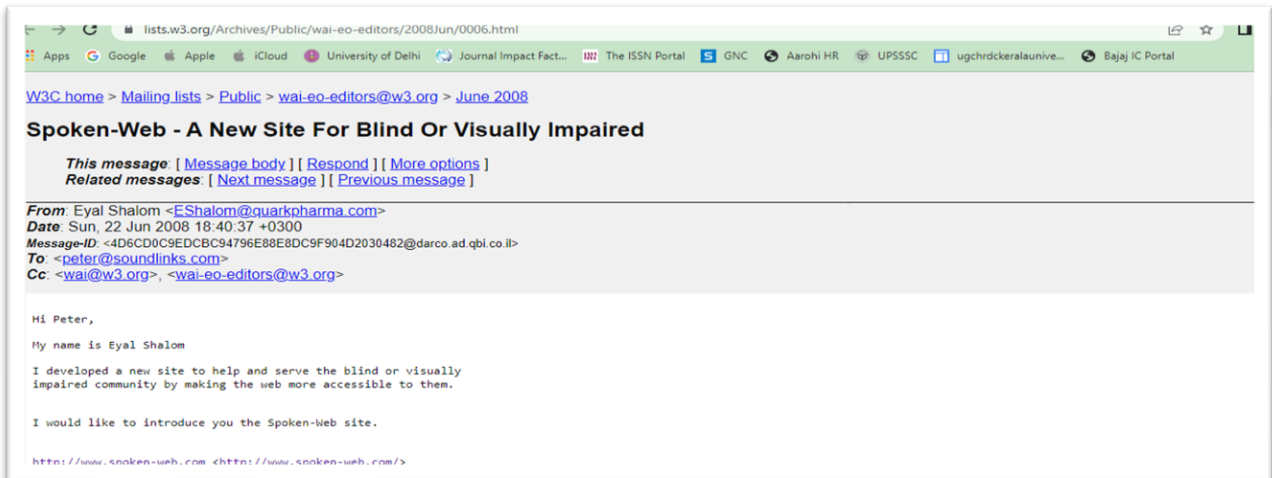 lists.w3.org/Archives/Public/wai-eo-editors/2008Jun/0006.html
Apps Google Apple iCloud University of Delhi Journal Impact Fact... The ISSN Portal GNC Aarohi HR UPSSSC ugchrdckeralaunive... Bajaj IC Portal
W3C home > Mailing lists > Public > wai-eo-editors@w3.org > June 2008
Spoken-Web - A New Site For Blind Or Visually Impaired
This message: [ Message body ] [ Respond ] [ More options ]
Related messages: [ Next message ] [ Previous message ]
From: Eyal Shalom <EShalom@quarkpharma.com>
Date: Sun, 22 Jun 2008 18:40:37 +0300
Message-ID: <4D6CD0C9EDCBC94796E88E8DC9F904D2030482@darco.ad.qbi.co.il>
To: <peter@soundlinks.com>
Cc: <wai@w3.org>, <wai-eo-editors@w3.org>
Hi Peter,
My name is Eyal Shalom
I developed a new site to help and serve the blind or visually
impaired community by making the web more accessible to them.
I would like to introduce you the Spoken-Web site.
http://www.spoken-web.com <http://www.spoken-web.com/>